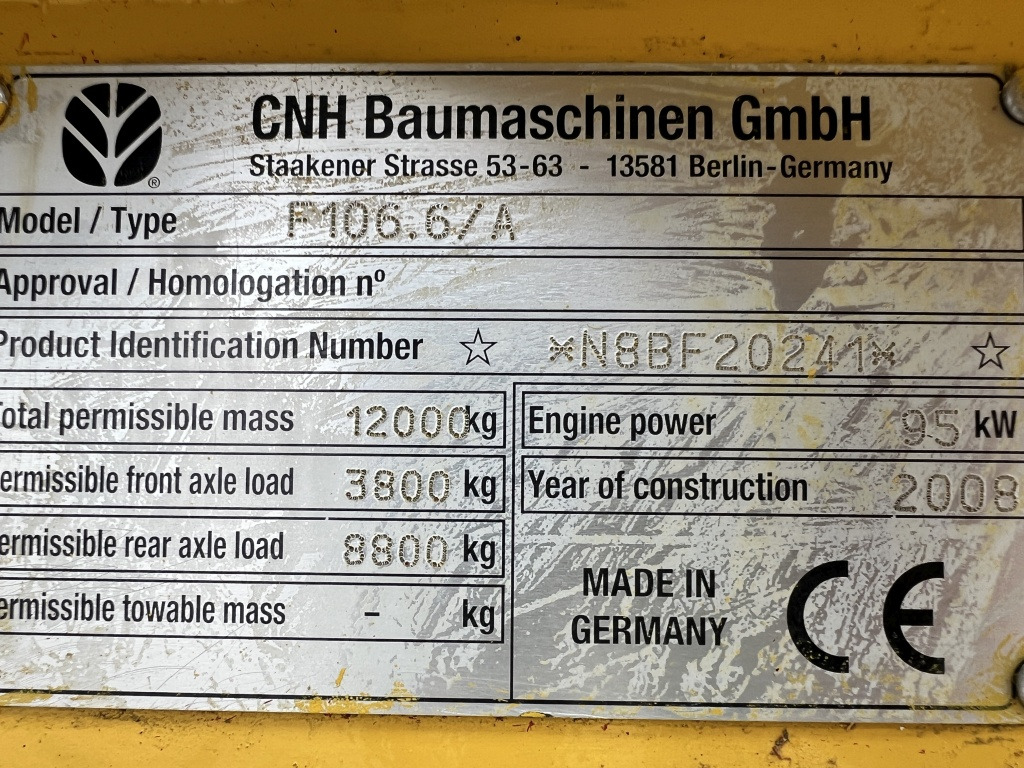 CNH Baumaschinen GmbH
Staakener Strasse 53-63 - 13581 Berlin-Germany
®
Model / Type F106.6/A
Approval / Homologation nº
Product Identification Number ☆ *N8BF20241* ☆
Total permissible mass 12000 kg
Engine power 95 kW
ermissible front axle load 3800 kg
Year of construction 2008
ermissible rear axle load 8800 kg
ermissible towable mass - kg
MADE IN
GERMANY
CE